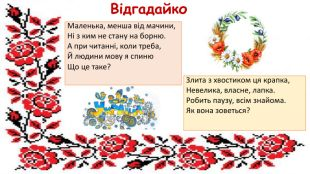 Відгадайко
Маленька, менша від мачини,
Ні з ким не стану на борню.
А при читанні, коли треба,
Й людини мову я спиню
Що це таке?
Злита з хвостиком ця крапка,
Невелика, власне, лапка.
Робить паузу, всім знайома.
Як вона зоветься?